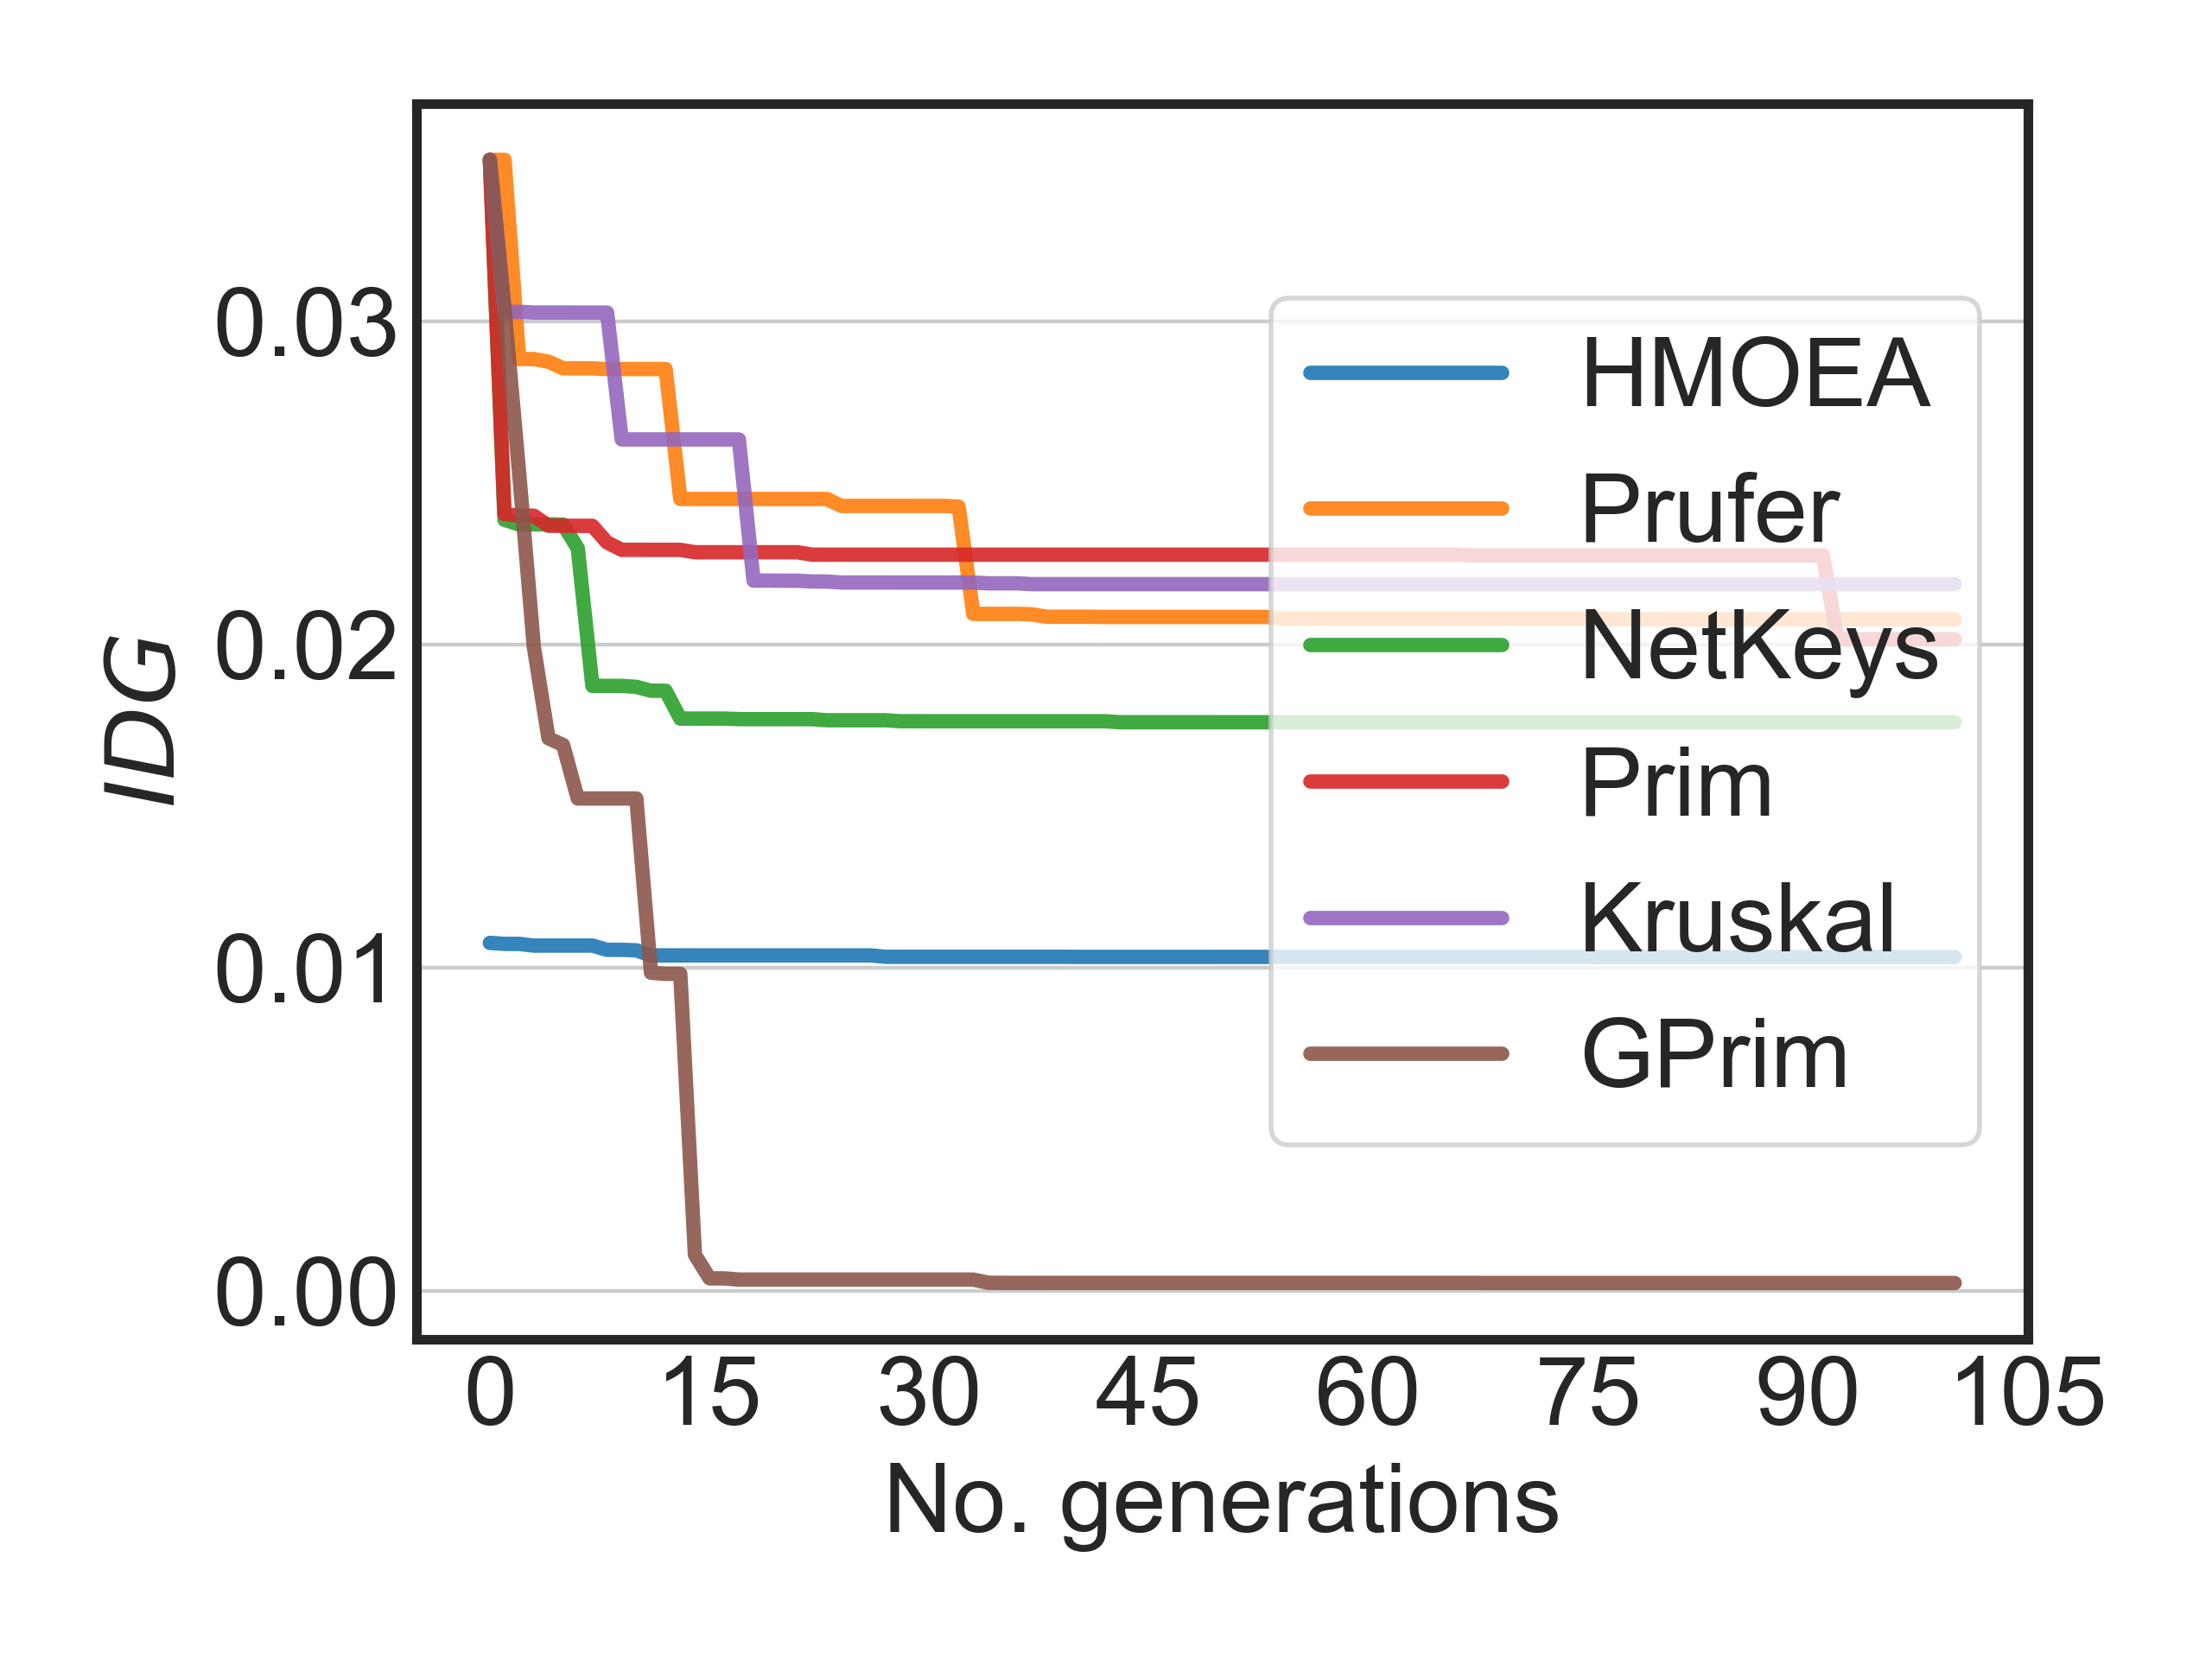 0.03
0.02
0.01
0.00
IDG
HMOEA
Prufer
NetKeys
Prim
Kruskal
GPrim
0 15 30 45 60 75 90 105
No. generations